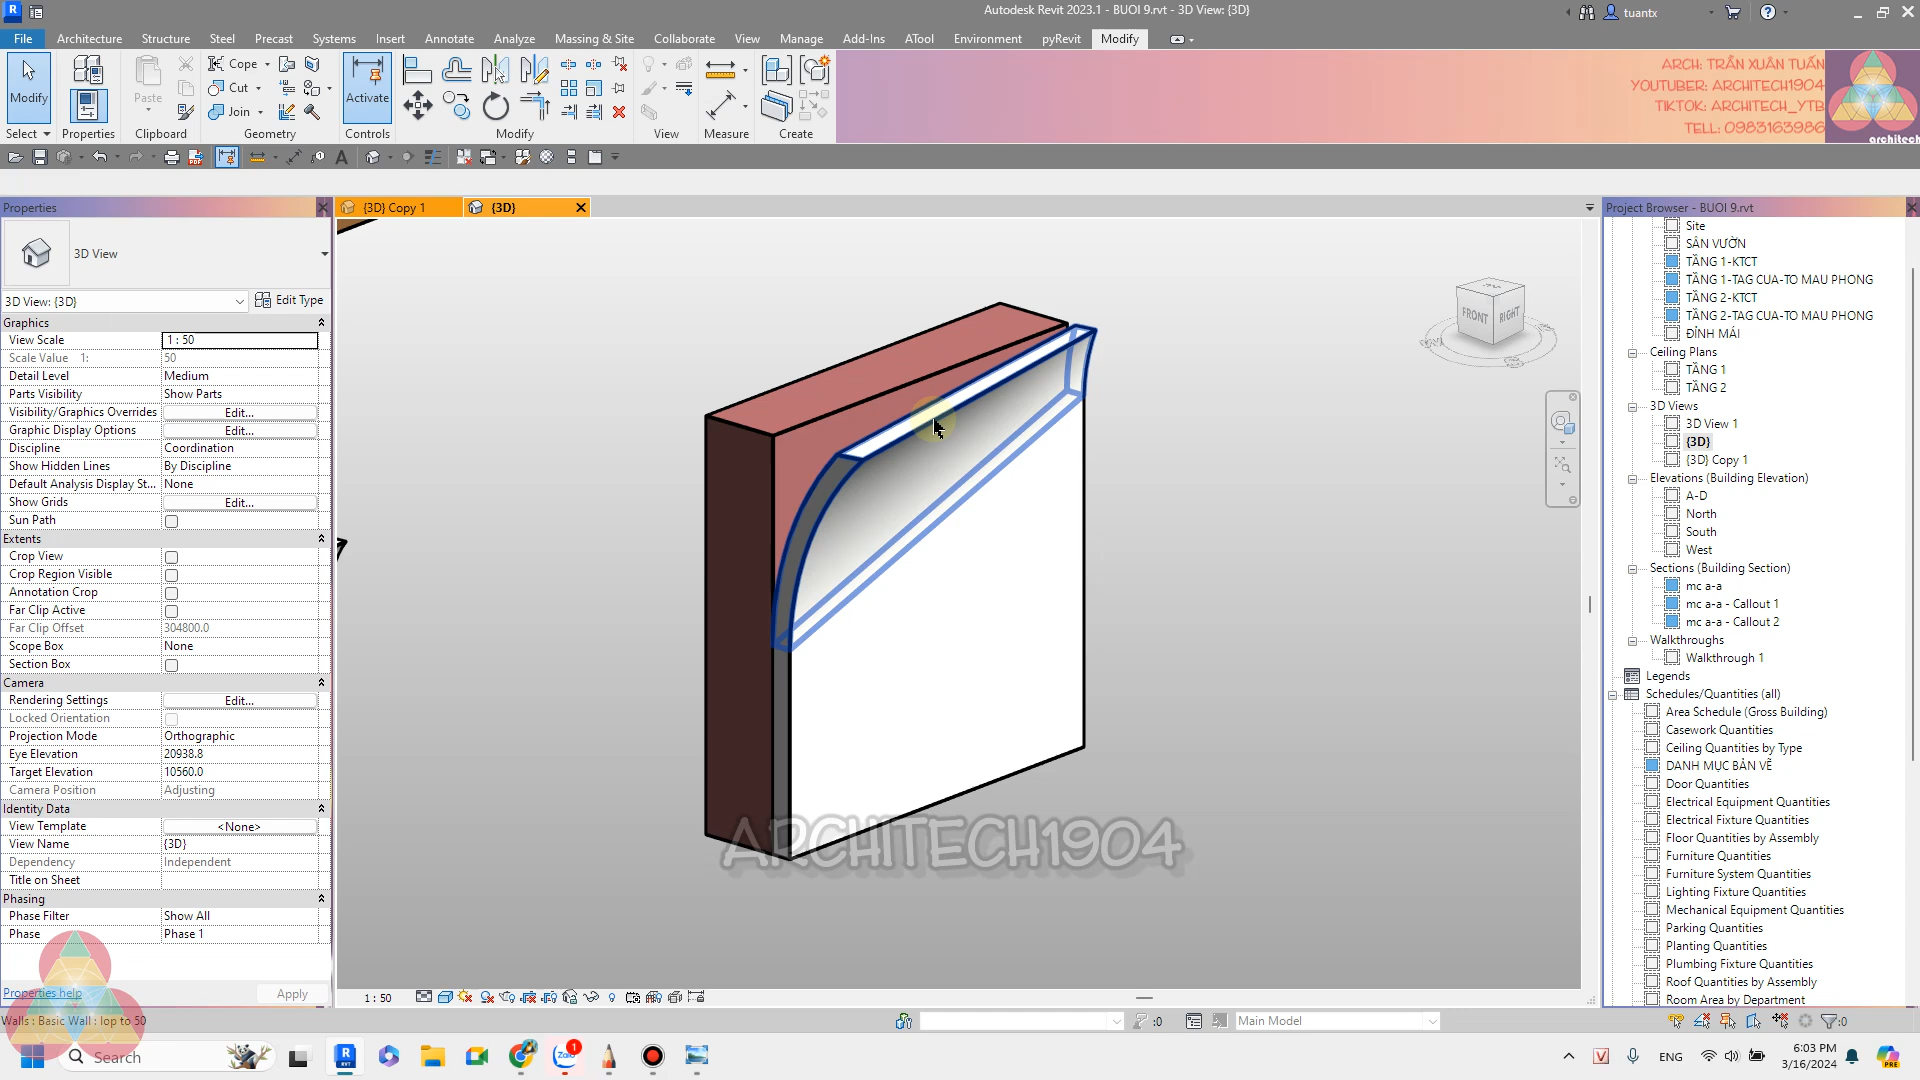 Autodesk Revit 2023.1 - BUOI 9.rvt - 3D View: {3D}
tuantx
File Architecture Structure Steel Precast Systems Insert Annotate Analyze Massing & Site Collaborate View Manage Add-Ins ATool Environment pyRevit Modify
Modify
Paste
Cope
Cut
Join
Activate
Select Properties Clipboard Geometry Controls Modify View Measure Create
ARCH: TRẦN XUÂN TUẤN
YOUTUBER: ARCHITECH1904
TIKTOK: ARCHITECH_YTB
TELL: 0983163986
architech
Properties
{3D} Copy 1
{3D}
3D View
3D View: {3D}
Edit Type
Graphics
View Scale 1 : 50
Scale Value 1: 50
Detail Level Medium
Parts Visibility Show Parts
Visibility/Graphics Overrides Edit...
Graphic Display Options Edit...
Discipline Coordination
Show Hidden Lines By Discipline
Default Analysis Display St... None
Show Grids Edit...
Sun Path
Extents
Crop View
Crop Region Visible
Annotation Crop
Far Clip Active
Far Clip Offset 304800.0
Scope Box None
Section Box
Camera
Rendering Settings Edit...
Locked Orientation
Projection Mode Orthographic
Eye Elevation 20938.8
Target Elevation 10560.0
Camera Position Adjusting
Identity Data
View Template <None>
View Name {3D}
Dependency Independent
Title on Sheet
Phasing
Phase Filter Show All
Phase Phase 1
Properties help
Apply
FRONT
RIGHT
ARCHITECH1904
Project Browser - BUOI 9.rvt
Site
SÂN VƯỜN
TẦNG 1-KTCT
TẦNG 1-TAG CUA-TO MAU PHONG
TẦNG 2-KTCT
TẦNG 2-TAG CUA-TO MAU PHONG
ĐỈNH MÁI
Ceiling Plans
TẦNG 1
TẦNG 2
3D Views
3D View 1
{3D}
{3D} Copy 1
Elevations (Building Elevation)
A-D
North
South
West
Sections (Building Section)
mc a-a
mc a-a - Callout 1
mc a-a - Callout 2
Walkthroughs
Walkthrough 1
Legends
Schedules/Quantities (all)
Area Schedule (Gross Building)
Casework Quantities
Ceiling Quantities by Type
DANH MỤC BẢN VẼ
Door Quantities
Electrical Equipment Quantities
Electrical Fixture Quantities
Floor Quantities by Assembly
Furniture Quantities
Furniture System Quantities
Lighting Fixture Quantities
Mechanical Equipment Quantities
Parking Quantities
Planting Quantities
Plumbing Fixture Quantities
Roof Quantities by Assembly
Room Area by Department
1 : 50
Walls : Basic Wall : lop to 50
:0
Main Model
:0
Search
Zalo
1
ENG
6:03 PM
3/16/2024
PRE